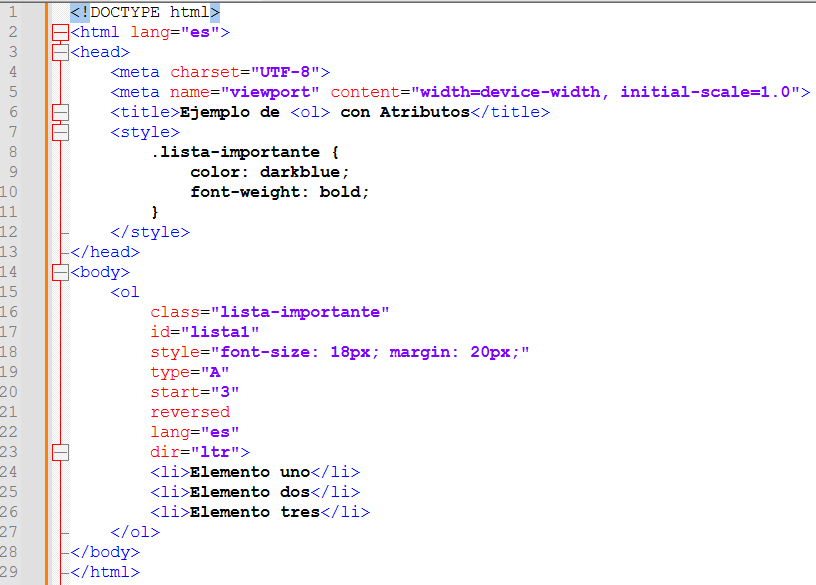 1 <!DOCTYPE html>
2 <html lang="es">
3 <head>
4     <meta charset="UTF-8">
5     <meta name="viewport" content="width=device-width, initial-scale=1.0">
6     <title>Ejemplo de <ol> con Atributos</title>
7     <style>
8         .lista-importante {
9             color: darkblue;
10             font-weight: bold;
11         }
12     </style>
13 </head>
14 <body>
15     <ol
16         class="lista-importante"
17         id="lista1"
18         style="font-size: 18px; margin: 20px;"
19         type="A"
20         start="3"
21         reversed
22         lang="es"
23         dir="ltr">
24         <li>Elemento uno</li>
25         <li>Elemento dos</li>
26         <li>Elemento tres</li>
27     </ol>
28 </body>
29 </html>